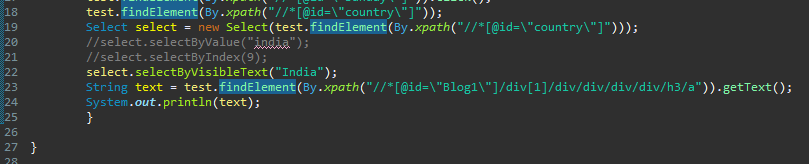 18 test.findElement(By.xpath("//*[@id=\"country\"]"));
19 Select select = new Select(test.findElement(By.xpath("//*[@id=\"country\"]")));
20 //select.selectByValue("india");
21 //select.selectByIndex(9);
22 select.selectByVisibleText("India");
23 String text = test.findElement(By.xpath("//*[@id=\"Blog1\"]/div[1]/div/div/div/div/h3/a")).getText();
24 System.out.println(text);
25 }
26
27 }
28